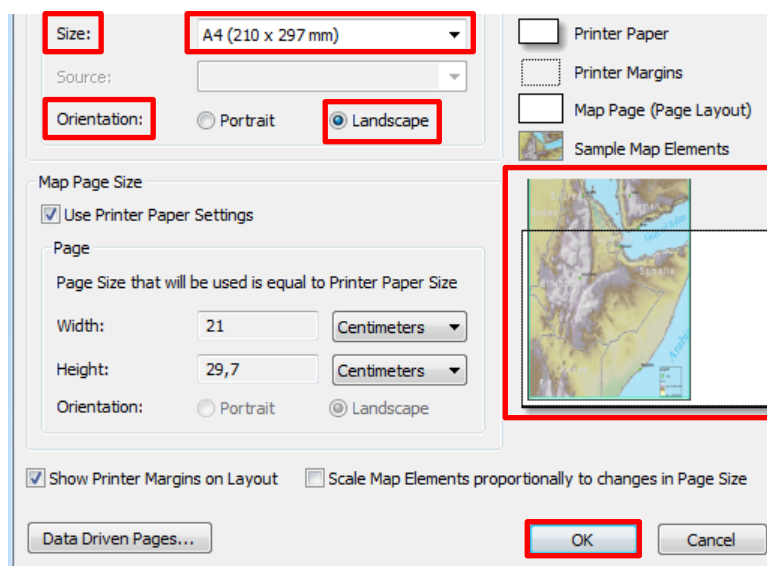 Size: A4 (210 x 297 mm)
Source:
Orientation: Portrait Landscape
Printer Paper
Printer Margins
Map Page (Page Layout)
Sample Map Elements
Map Page Size
Use Printer Paper Settings
Page
Page Size that will be used is equal to Printer Paper Size
Width: 21 Centimeters
Height: 29,7 Centimeters
Orientation: Portrait Landscape
Somalia
Show Printer Margins on Layout Scale Map Elements proportionally to changes in Page Size
Data Driven Pages... OK Cancel